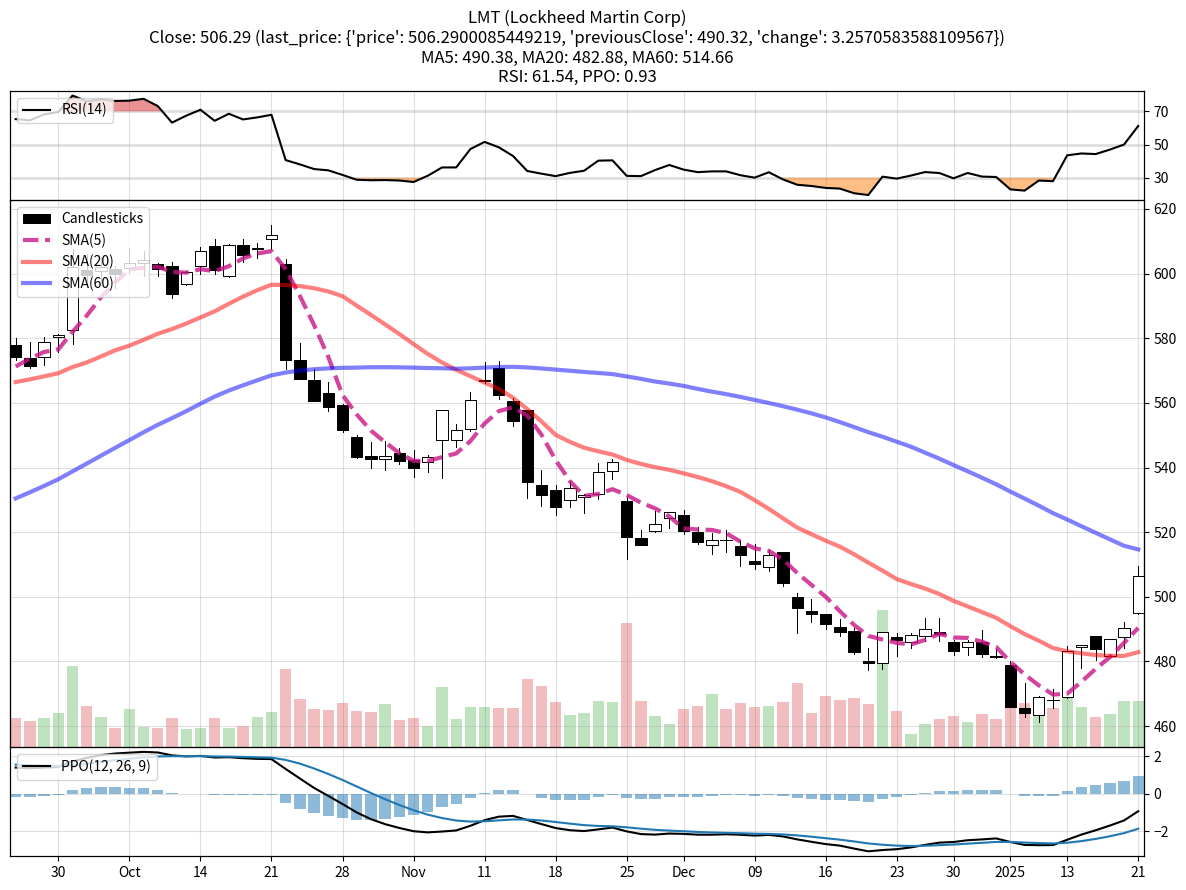 LMT (Lockheed Martin Corp)
Close: 506.29 (last_price: {'price': 506.2900085449219, 'previousClose': 490.32, 'change': 3.2570583588109567})
MA5: 490.38, MA20: 482.88, MA60: 514.66
RSI: 61.54, PPO: 0.93
RSI(14)
70
50
30
Candlesticks
SMA(5)
SMA(20)
SMA(60)
620
600
580
560
540
520
500
480
460
PPO(12, 26, 9)
2
0
−2
30 Oct 14 21 28 Nov 11 18 25 Dec 09 16 23 30 2025 13 21